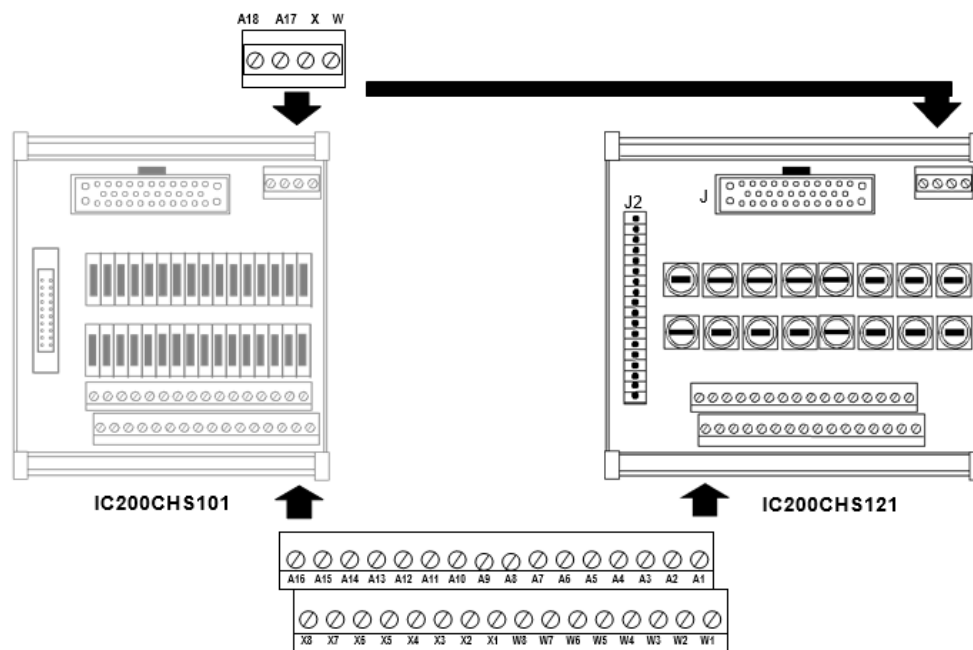 A18 A17 X W
J
J2
IC200CHS101
IC200CHS121
A16 A15 A14 A13 A12 A11 A10 A9 A8 A7 A6 A5 A4 A3 A2 A1
X8 X7 X6 X5 X4 X3 X2 X1 W8 W7 W6 W5 W4 W3 W2 W1